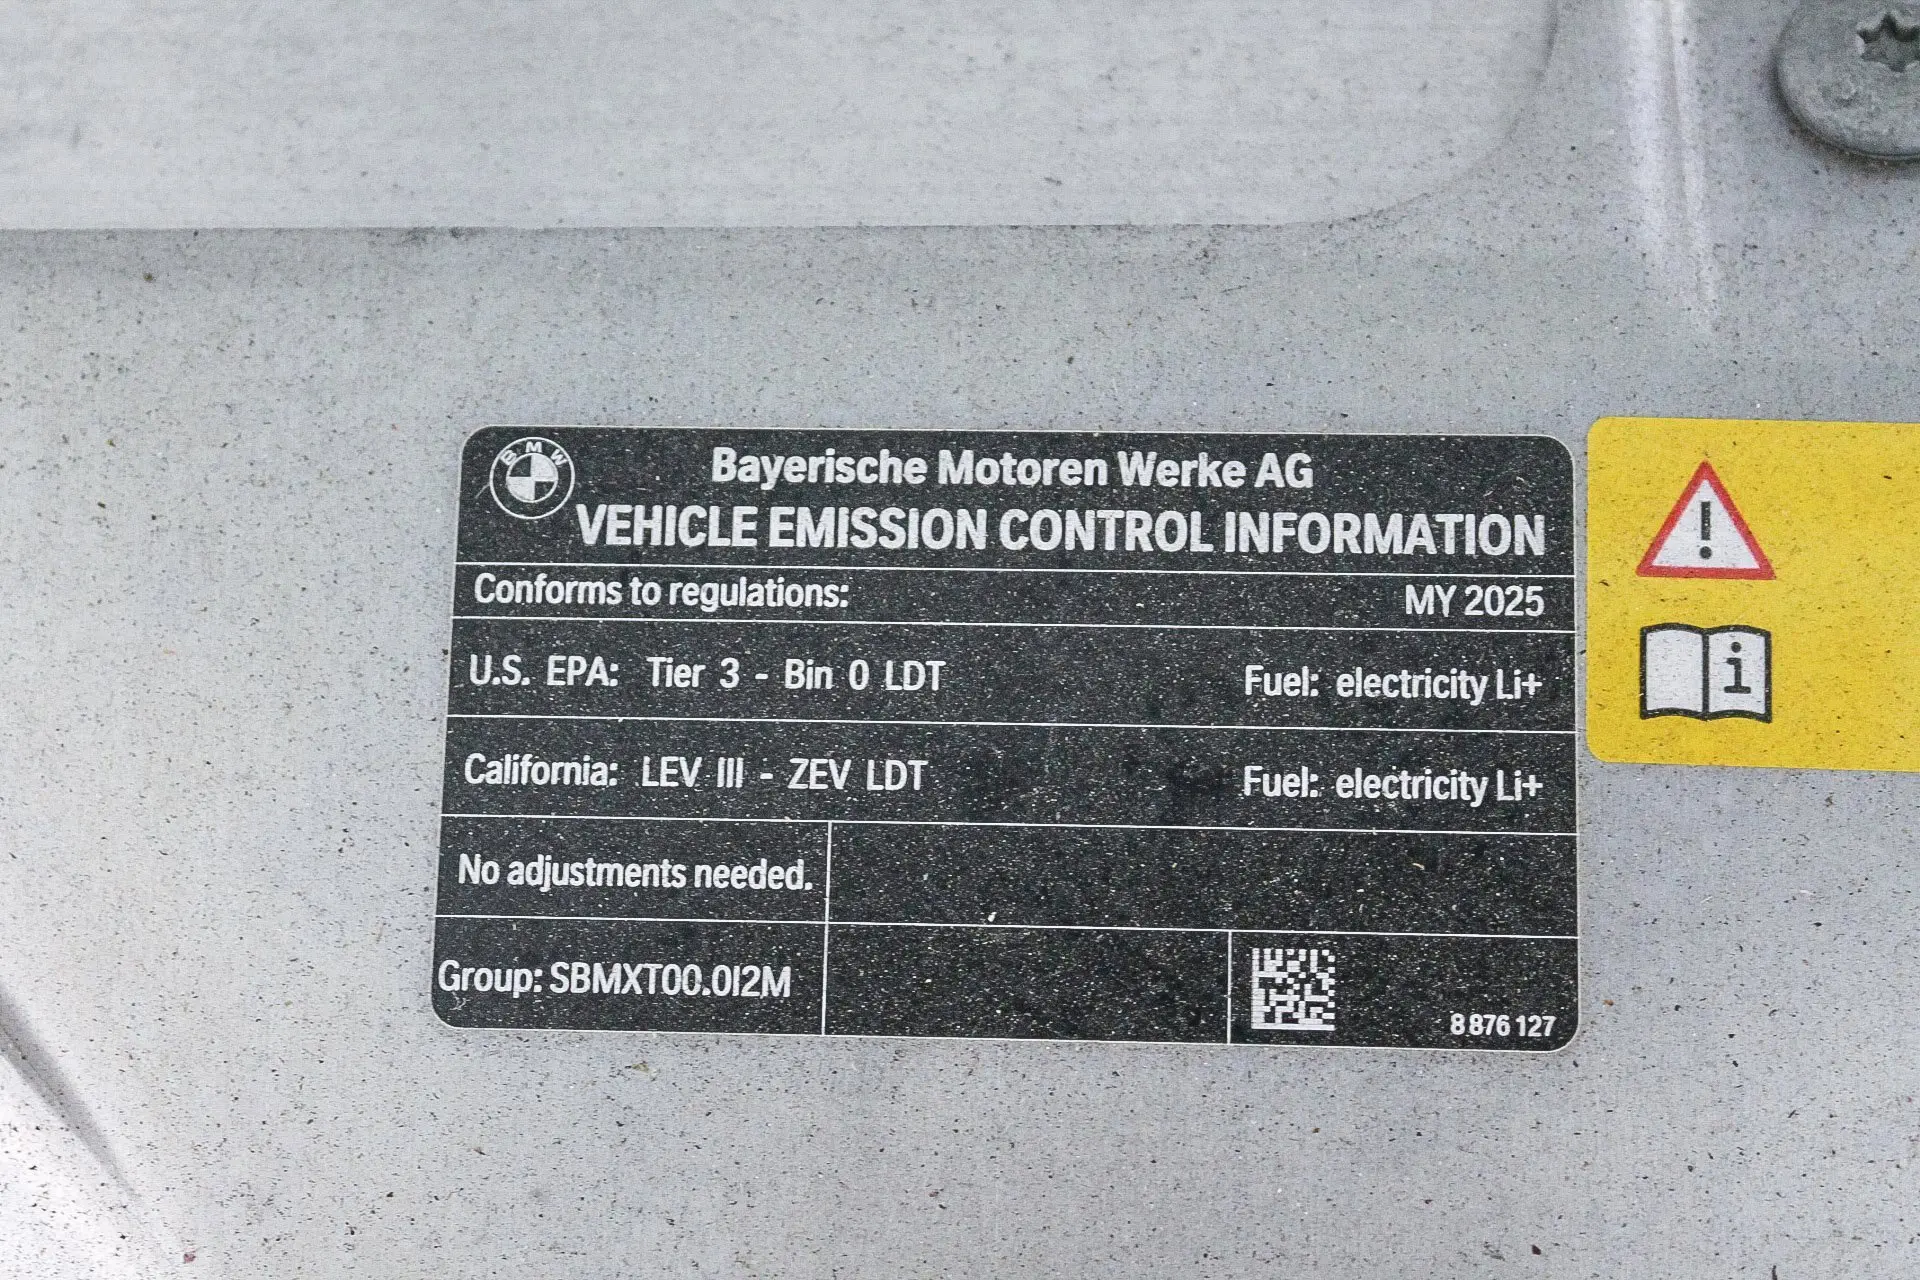 BMW
Bayerische Motoren Werke AG
VEHICLE EMISSION CONTROL INFORMATION
Conforms to regulations: MY 2025
U.S. EPA: Tier 3 - Bin 0 LDT Fuel: electricity Li+
California: LEV III - ZEV LDT Fuel: electricity Li+
No adjustments needed.
Group: SBMXT00.0I2M
8 876 127